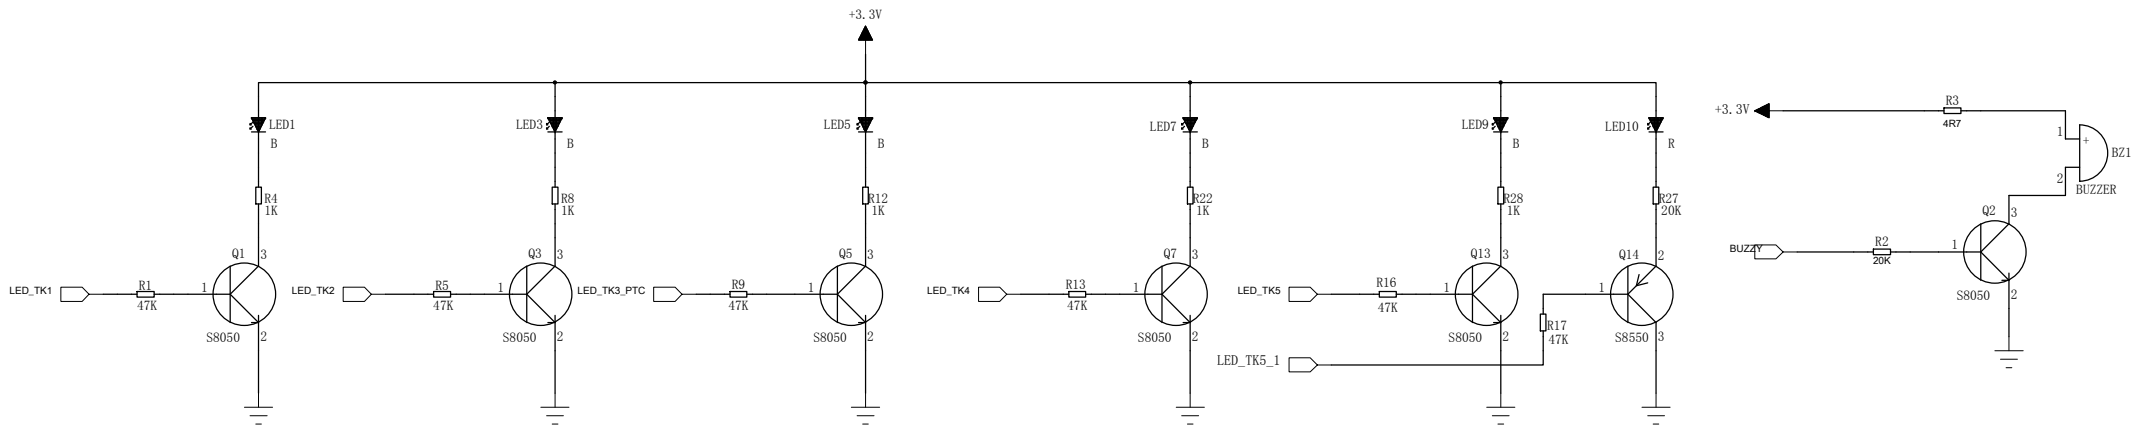 +3.3V
LED1
B
R4
1K
Q1
3
LED_TK1
R1
47K
1
S8050
2
LED3
B
R8
1K
Q3
3
LED_TK2
R5
47K
1
S8050
2
LED5
B
R12
1K
Q5
3
LED_TK3_PTC
R9
47K
1
S8050
2
LED7
B
R22
1K
Q7
3
LED_TK4
R13
47K
1
S8050
2
LED9
B
R28
1K
Q13
3
LED_TK5
R16
47K
1
S8050
2
LED10
R
R27
20K
Q14
2
1
R17
47K
S8550
3
LED_TK5_1
+3.3V
R3
4R7
1
+
BZ1
2
BUZZER
Q2
3
BUZZY
R2
20K
1
S8050
2